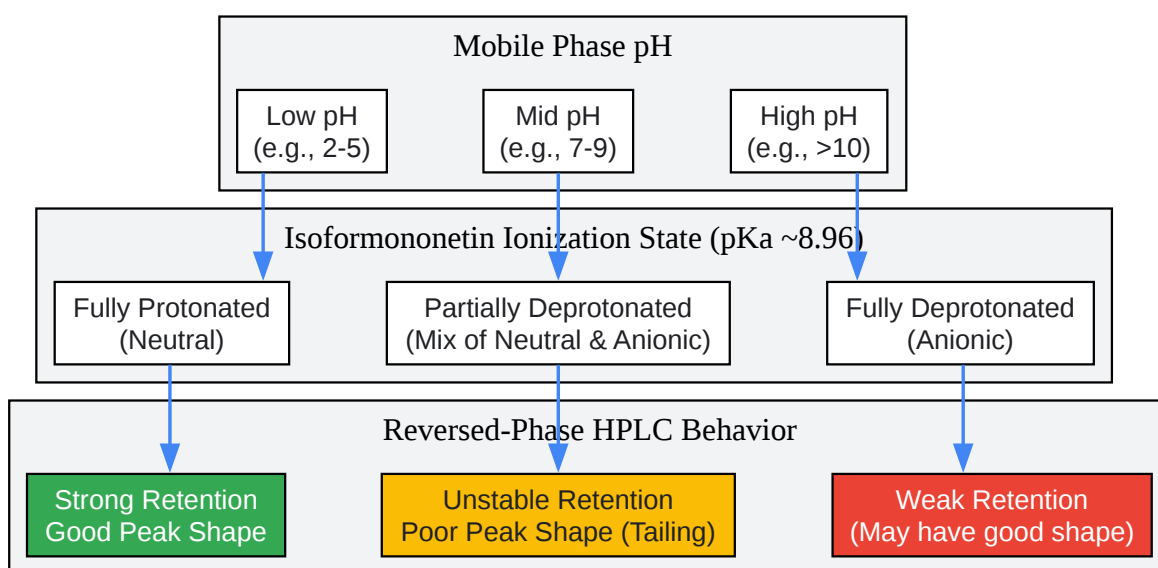 Mobile Phase pH
Low pH
(e.g., 2-5)
Mid pH
(e.g., 7-9)
High pH
(e.g., >10)
Isoformononetin Ionization State (pKa ~8.96)
Fully Protonated
(Neutral)
Partially Deprotonated
(Mix of Neutral & Anionic)
Fully Deprotonated
(Anionic)
Reversed-Phase HPLC Behavior
Strong Retention
Good Peak Shape
Unstable Retention
Poor Peak Shape (Tailing)
Weak Retention
(May have good shape)